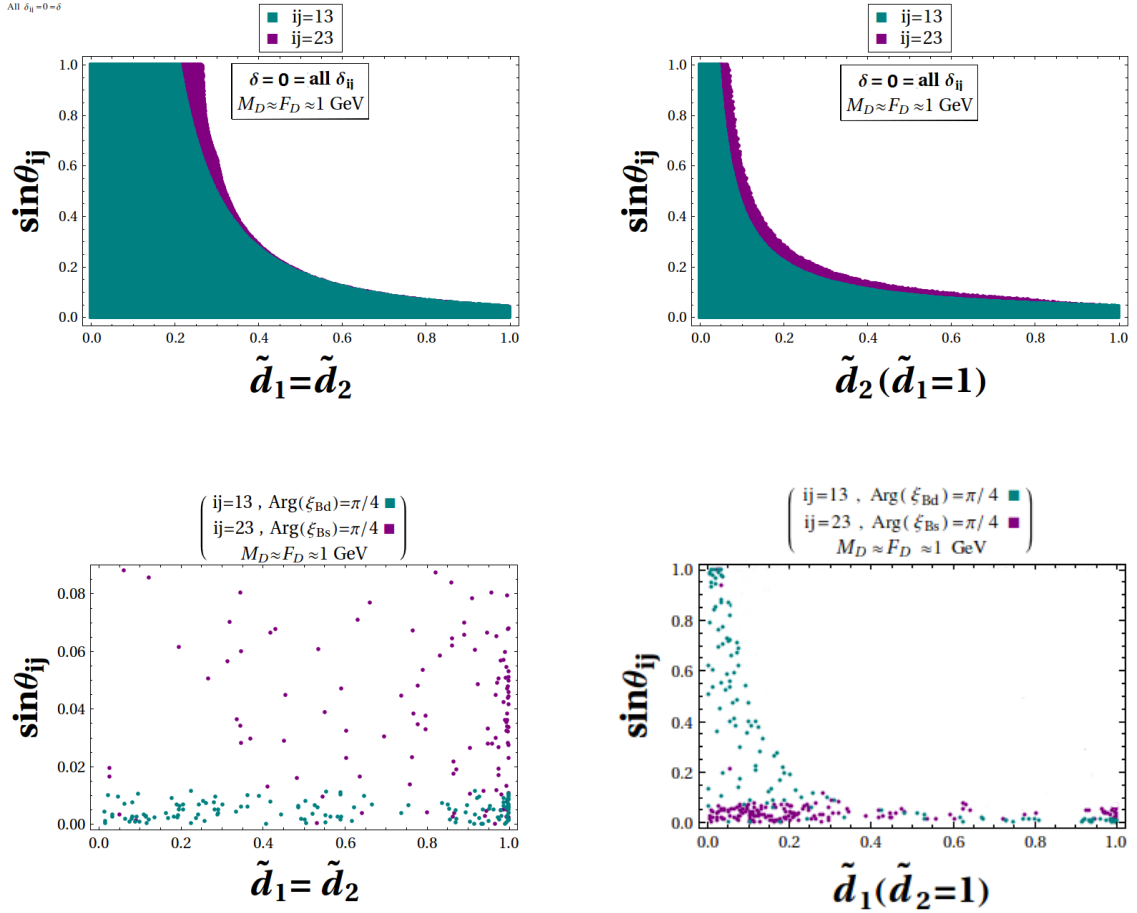 All δij=0=δ
ij=13
ij=23
δ = 0 = all δij
MD≈FD≈1 GeV
sinθij
1.0
0.8
0.6
0.4
0.2
0.0
0.0 0.2 0.4 0.6 0.8 1.0
d̃1=d̃2
ij=13
ij=23
δ = 0 = all δij
MD≈FD≈1 GeV
sinθij
1.0
0.8
0.6
0.4
0.2
0.0
0.0 0.2 0.4 0.6 0.8 1.0
d̃2(d̃1=1)
ij=13 , Arg(ξBd)=π/4
ij=23 , Arg(ξBs)=π/4
MD≈FD≈1 GeV
sinθij
0.08
0.06
0.04
0.02
0.00
0.0 0.2 0.4 0.6 0.8 1.0
d̃1= d̃2
ij=13 , Arg(ξBd)=π/4
ij=23 , Arg(ξBs)=π/4
MD≈FD≈1 GeV
sinθij
1.0
0.8
0.6
0.4
0.2
0.0
0.0 0.2 0.4 0.6 0.8 1.0
d̃1(d̃2=1)